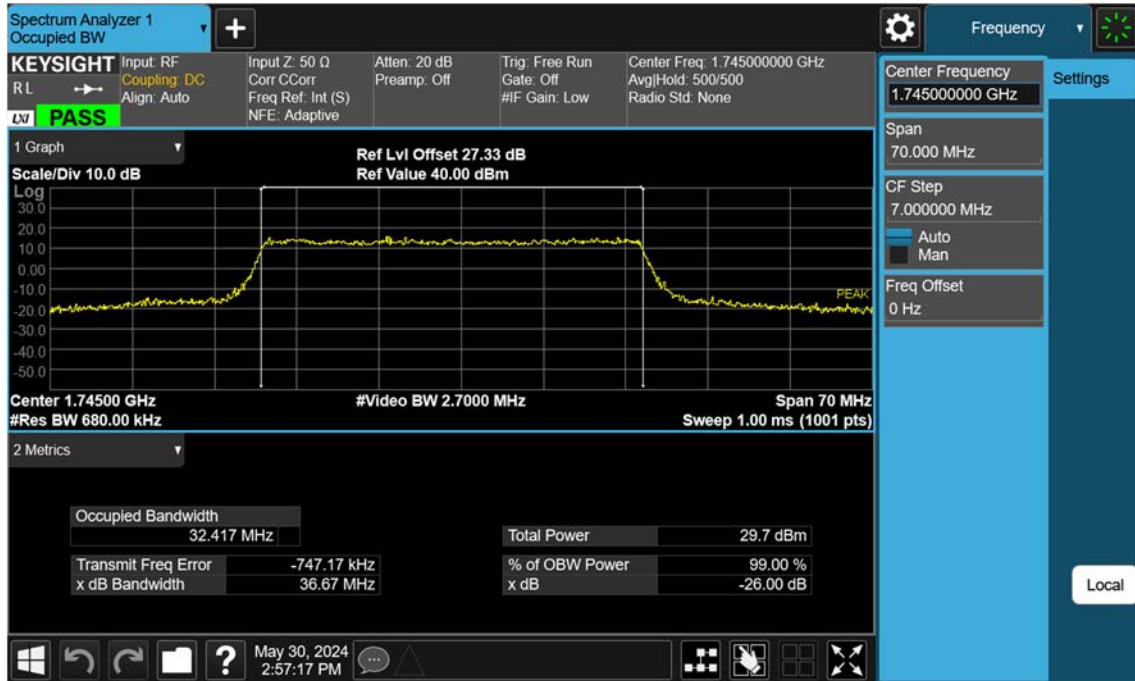 Spectrum Analyzer 1
Occupied BW
Frequency
KEYSIGHT
R L
LXI
PASS
Input: RF
Coupling: DC
Align: Auto
Input Z: 50 Ω
Corr CCorr
Freq Ref: Int (S)
NFE: Adaptive
Atten: 20 dB
Preamp: Off
Trig: Free Run
Gate: Off
#IF Gain: Low
Center Freq: 1.745000000 GHz
Avg|Hold: 500/500
Radio Std: None
Center Frequency
1.745000000 GHz
Settings
Span
70.000 MHz
CF Step
7.000000 MHz
Auto
Man
Freq Offset
0 Hz
Local
1 Graph
Scale/Div 10.0 dB
Ref Lvl Offset 27.33 dB
Ref Value 40.00 dBm
Log
30.0
20.0
10.0
0.00
-10.0
-20.0
-30.0
-40.0
-50.0
PEAK
Center 1.74500 GHz
#Video BW 2.7000 MHz
Span 70 MHz
#Res BW 680.00 kHz
Sweep 1.00 ms (1001 pts)
2 Metrics
Occupied Bandwidth
32.417 MHz
Total Power 29.7 dBm
Transmit Freq Error -747.17 kHz
% of OBW Power 99.00 %
x dB Bandwidth 36.67 MHz
x dB -26.00 dB
?
May 30, 2024
2:57:17 PM